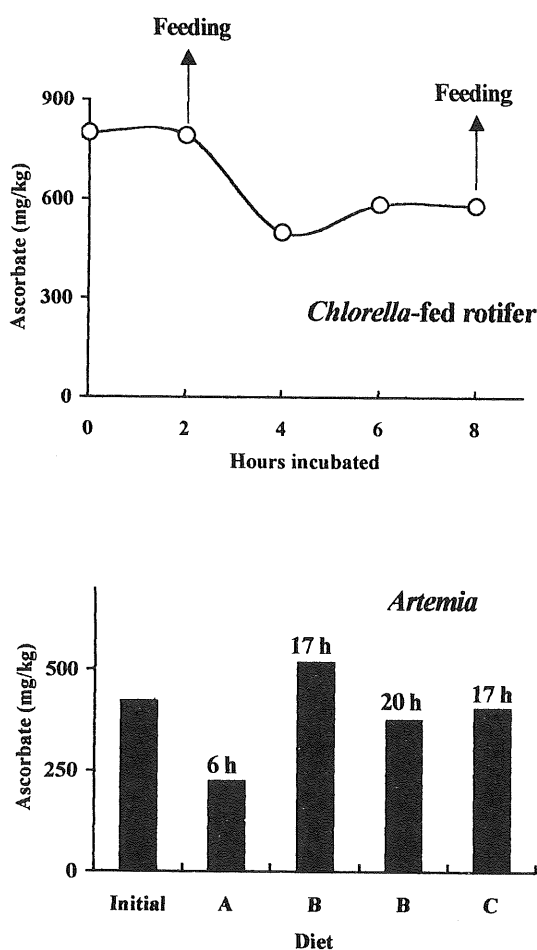 Feeding
Feeding
900
600
300
0
Ascorbate (mg/kg)
Chlorella-fed rotifer
0 2 4 6 8
Hours incubated
Artemia
500
250
0
Ascorbate (mg/kg)
6 h
17 h
20 h
17 h
Initial A B B C
Diet